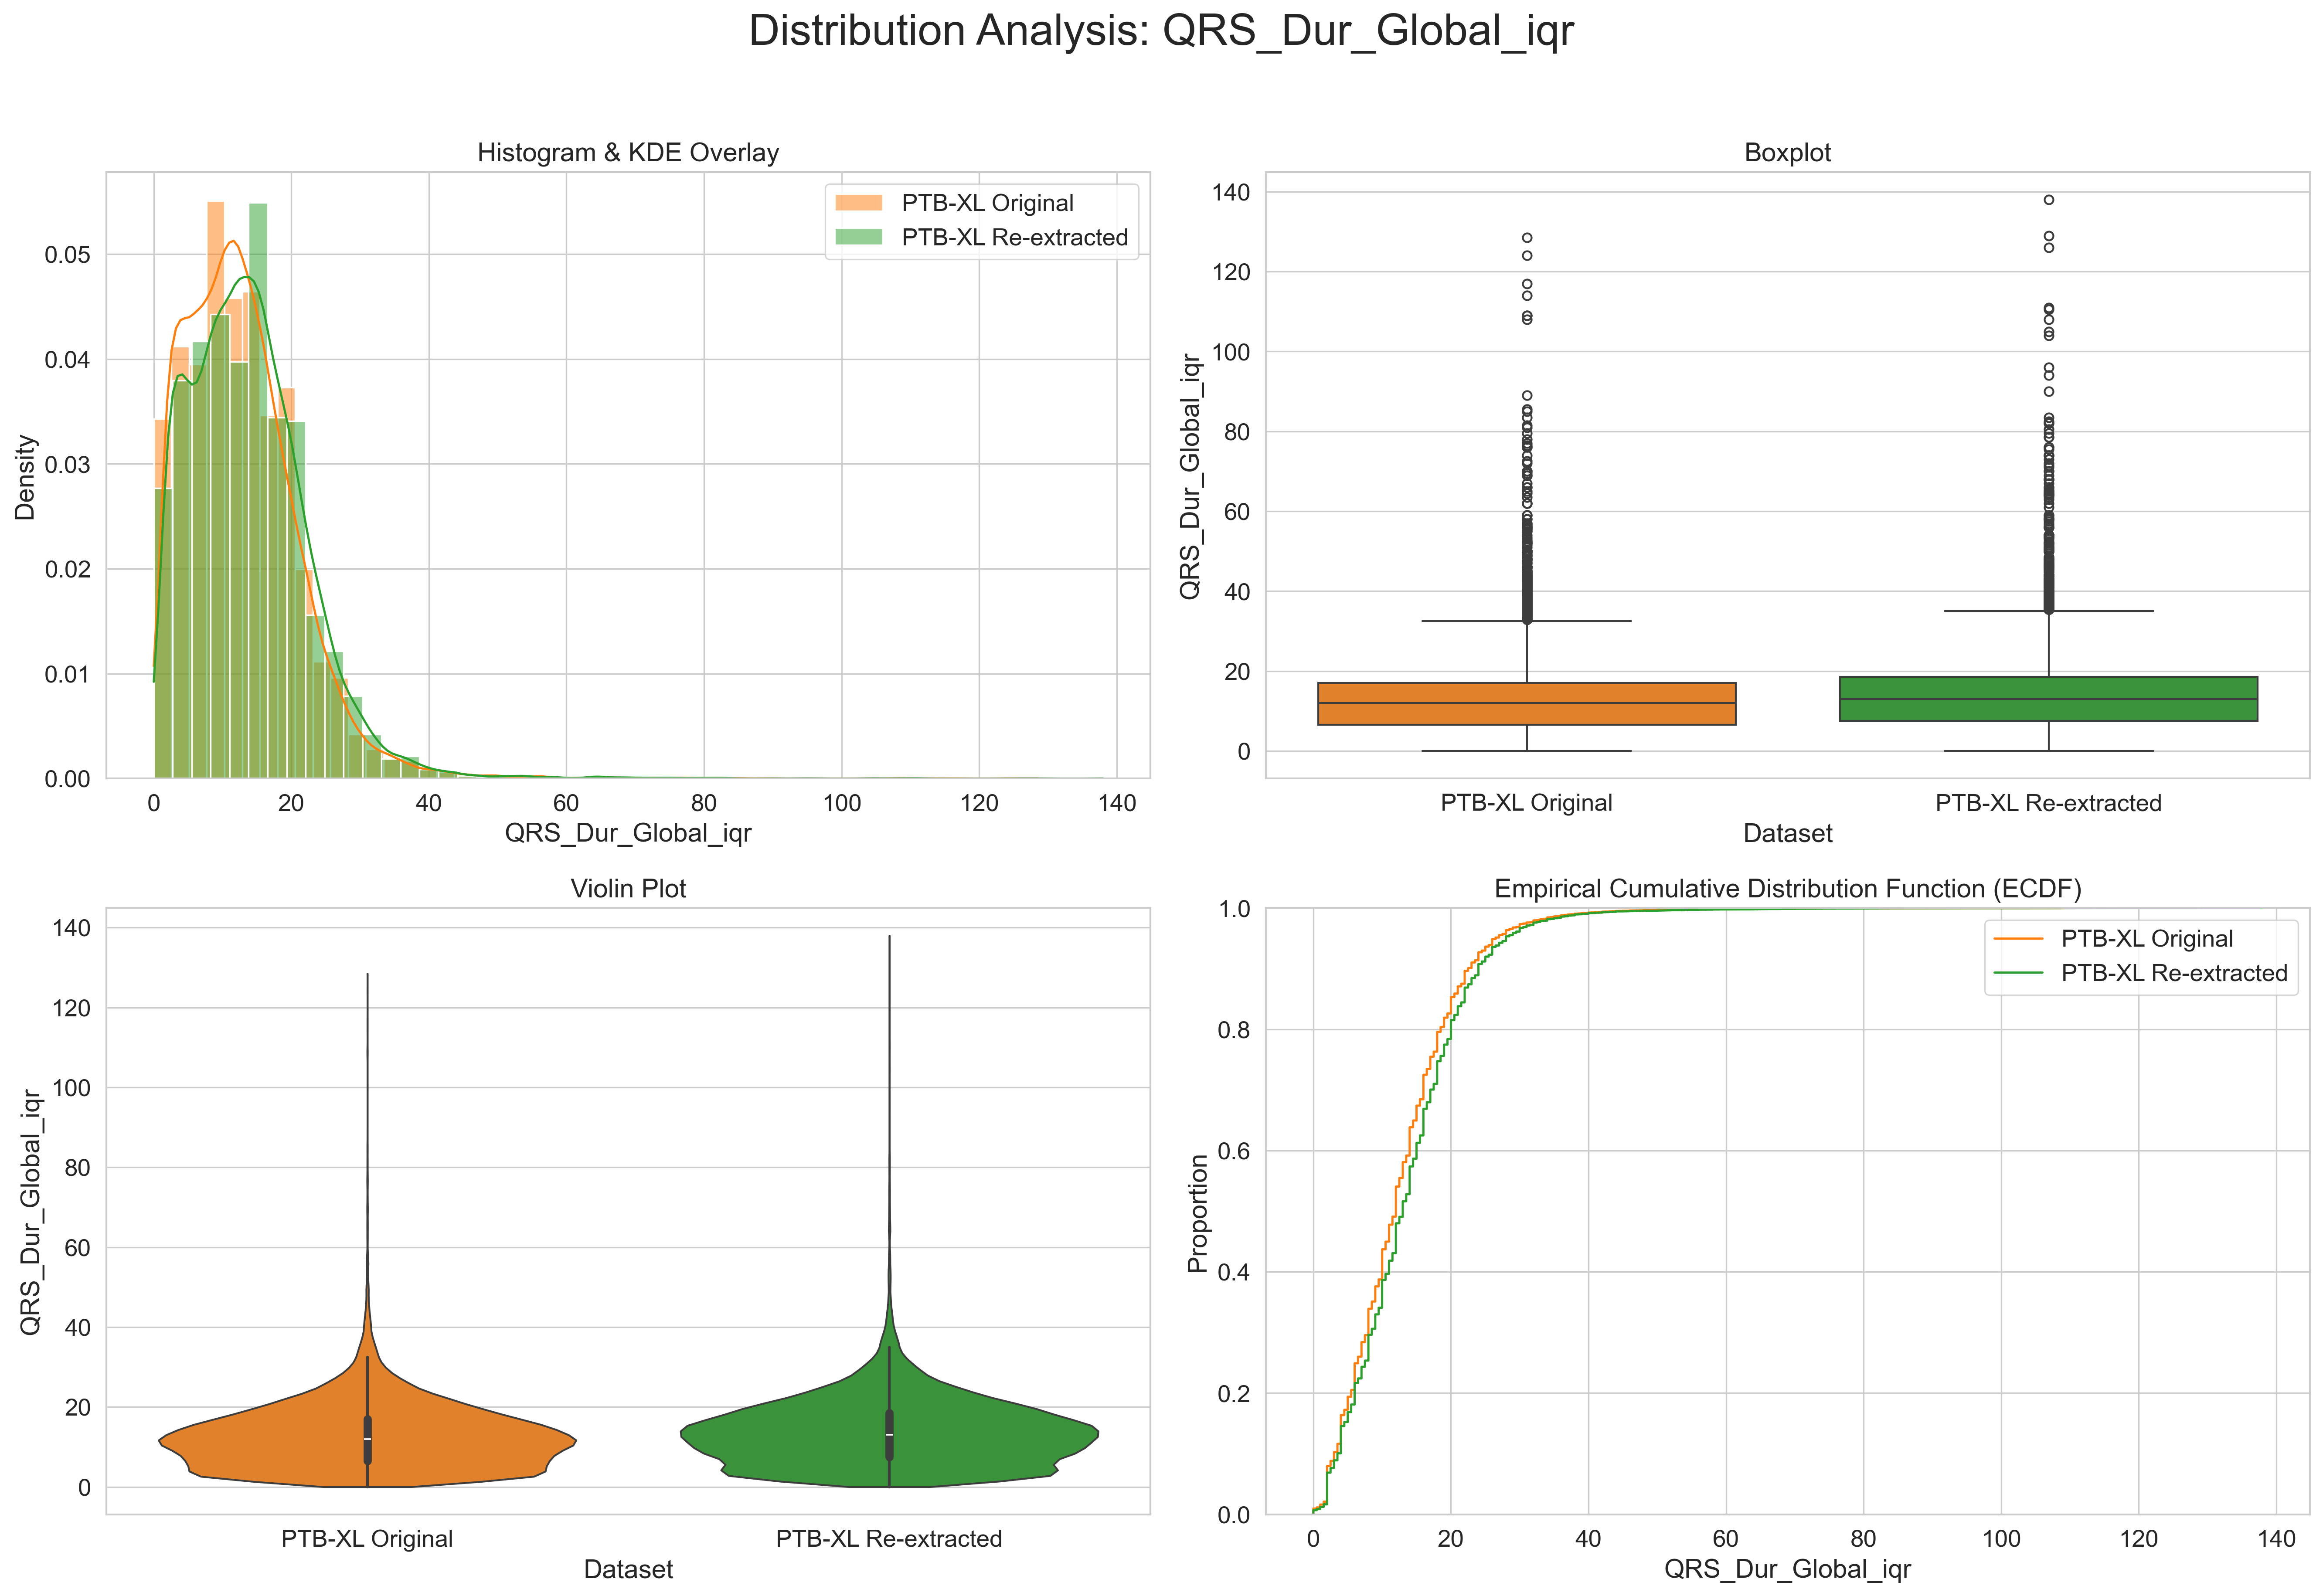 Distribution Analysis: QRS_Dur_Global_iqr
Histogram & KDE Overlay
PTB-XL Original
PTB-XL Re-extracted
Density
0.05
0.04
0.03
0.02
0.01
0.00
0 20 40 60 80 100 120 140
QRS_Dur_Global_iqr
Boxplot
QRS_Dur_Global_iqr
140
120
100
80
60
40
20
0
PTB-XL Original PTB-XL Re-extracted
Dataset
Violin Plot
QRS_Dur_Global_iqr
140
120
100
80
60
40
20
0
PTB-XL Original PTB-XL Re-extracted
Dataset
Empirical Cumulative Distribution Function (ECDF)
PTB-XL Original
PTB-XL Re-extracted
Proportion
1.0
0.8
0.6
0.4
0.2
0.0
0 20 40 60 80 100 120 140
QRS_Dur_Global_iqr